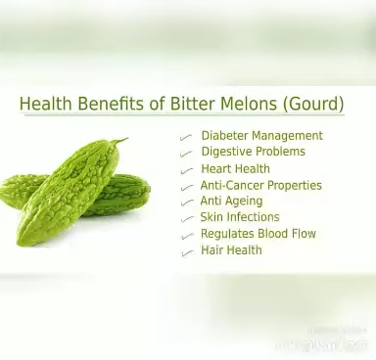 Health Benefits of Bitter Melons (Gourd)
Diabeter Management
Digestive Problems
Heart Health
Anti-Cancer Properties
Anti Ageing
Skin Infections
Regulates Blood Flow
Hair Health